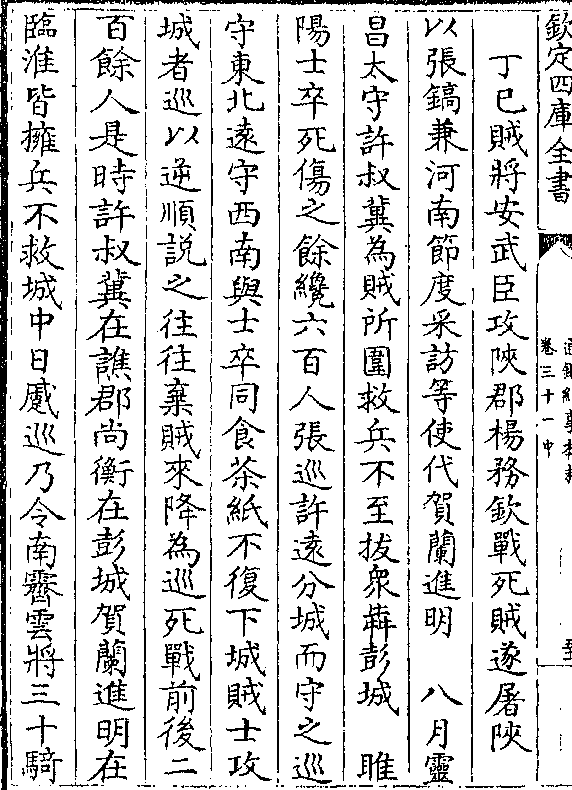 欽定四庫全書
通鑑紀事本末
卷三十一中
丁巳賊將安武臣攻陜郡楊務欽戰死賊遂屠陜
以張鎬兼河南節度采訪等使代賀蘭進明　八月靈
昌太守許叔冀為賊所圍救兵不至拔衆犇彭城　睢
陽士卒死傷之餘纔六百人張巡許遠分城而守之巡
守東北遠守西南與士卒同食茶紙不復下城賊士攻
城者巡以逆順説之往往棄賊來降為巡死戰前後二
百餘人是時許叔冀在譙郡尚衡在彭城賀蘭進明在
臨淮皆擁兵不救城中日蹙巡乃令南霽雲將三十騎